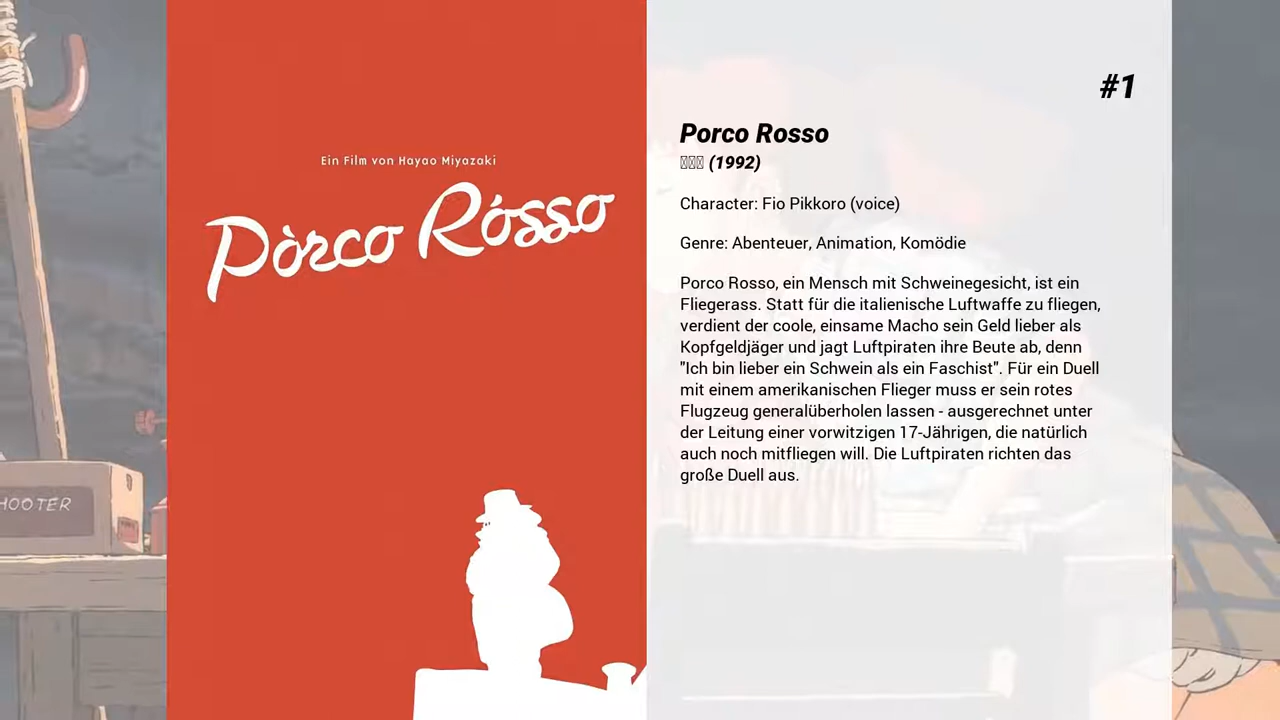 Ein Film von Hayao Miyazaki
Pòrco Rósso
HOOTER
#1
Porco Rosso
(1992)
Character: Fio Pikkoro (voice)
Genre: Abenteuer, Animation, Komödie
Porco Rosso, ein Mensch mit Schweinegesicht, ist ein
Fliegerass. Statt für die italienische Luftwaffe zu fliegen,
verdient der coole, einsame Macho sein Geld lieber als
Kopfgeldjäger und jagt Luftpiraten ihre Beute ab, denn
"Ich bin lieber ein Schwein als ein Faschist". Für ein Duell
mit einem amerikanischen Flieger muss er sein rotes
Flugzeug generalüberholen lassen - ausgerechnet unter
der Leitung einer vorwitzigen 17-Jährigen, die natürlich
auch noch mitfliegen will. Die Luftpiraten richten das
große Duell aus.